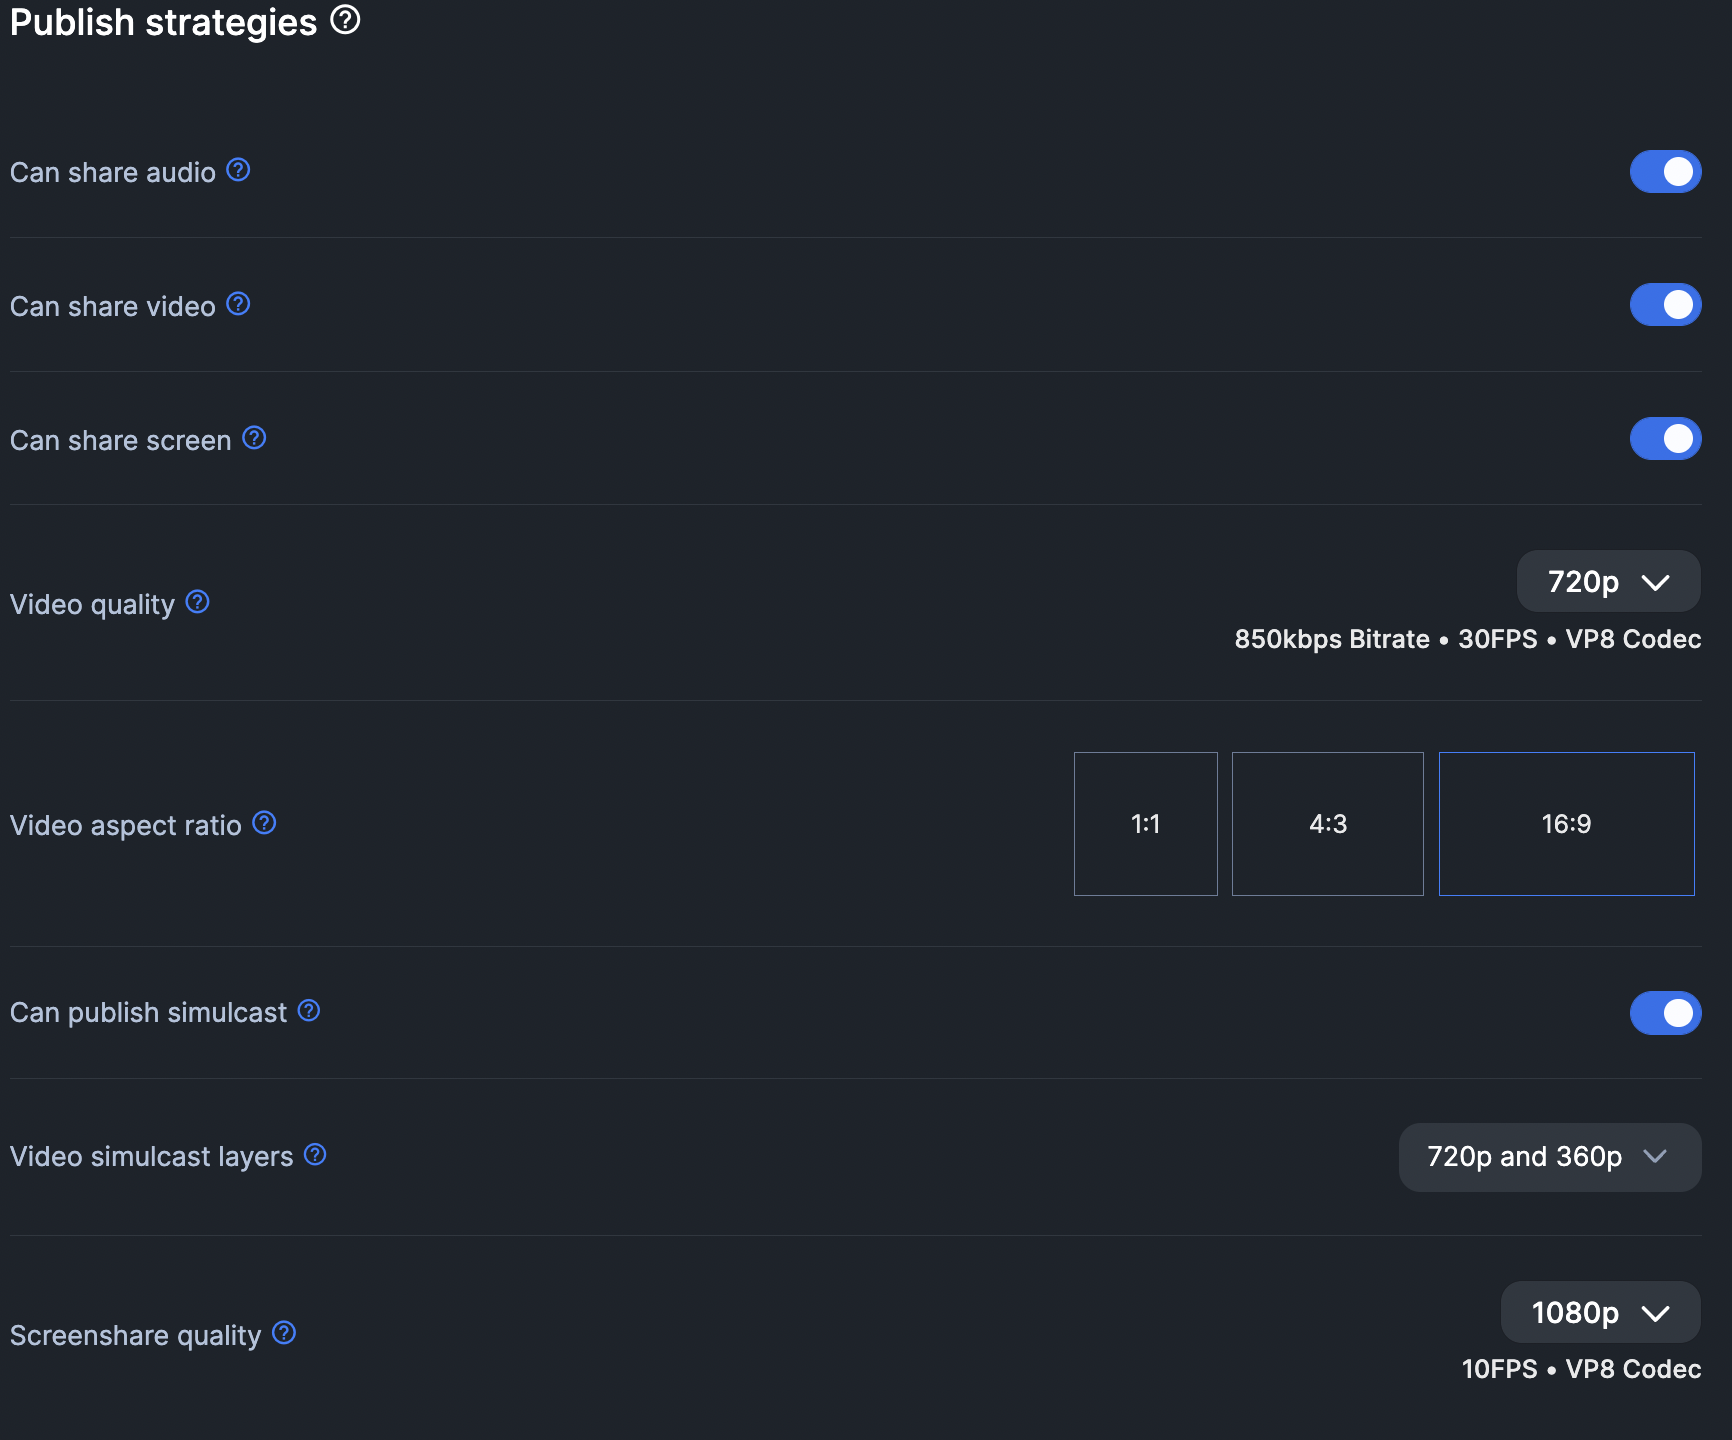 Publish strategies
Can share audio
Can share video
Can share screen
Video quality
720p
850kbps Bitrate • 30FPS • VP8 Codec
Video aspect ratio
1:1
4:3
16:9
Can publish simulcast
Video simulcast layers
720p and 360p
Screenshare quality
1080p
10FPS • VP8 Codec